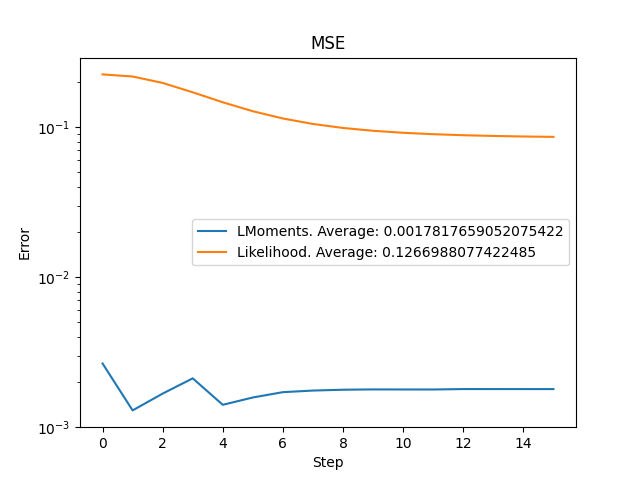 MSE
10⁻¹
10⁻²
10⁻³
Error
LMoments. Average: 0.0017817659052075422
Likelihood. Average: 0.1266988077422485
0 2 4 6 8 10 12 14
Step